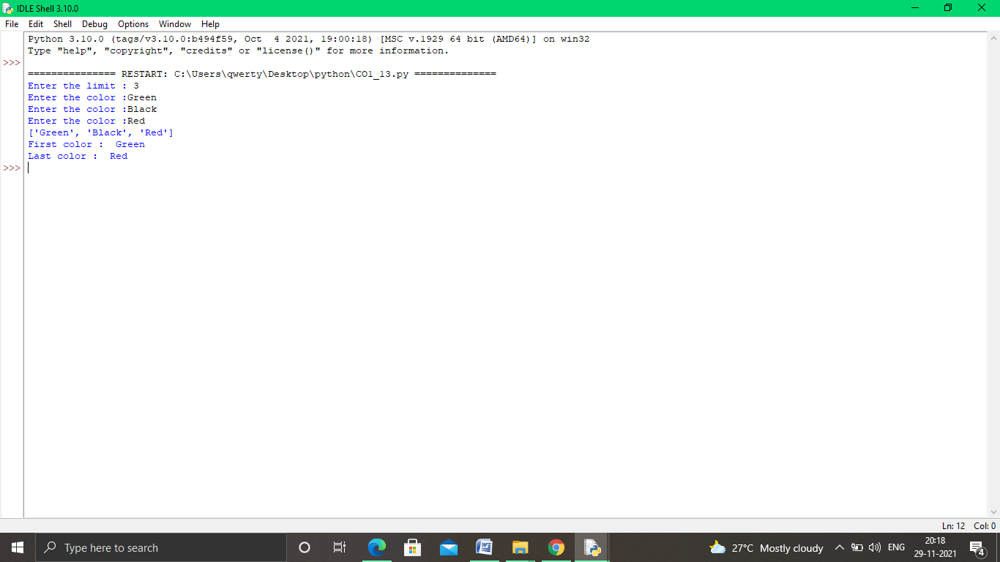 IDLE Shell 3.10.0
File Edit Shell Debug Options Window Help
Python 3.10.0 (tags/v3.10.0:b494f59, Oct  4 2021, 19:00:18) [MSC v.1929 64 bit (AMD64)] on win32
Type "help", "copyright", "credits" or "license()" for more information.
>>>
=============== RESTART: C:\Users\qwerty\Desktop\python\CO1_13.py ==============
Enter the limit : 3
Enter the color :Green
Enter the color :Black
Enter the color :Red
['Green', 'Black', 'Red']
First color :  Green
Last color :  Red
>>>
Ln: 12 Col: 0
Type here to search
27°C Mostly cloudy
ENG
20:18
29-11-2021
4